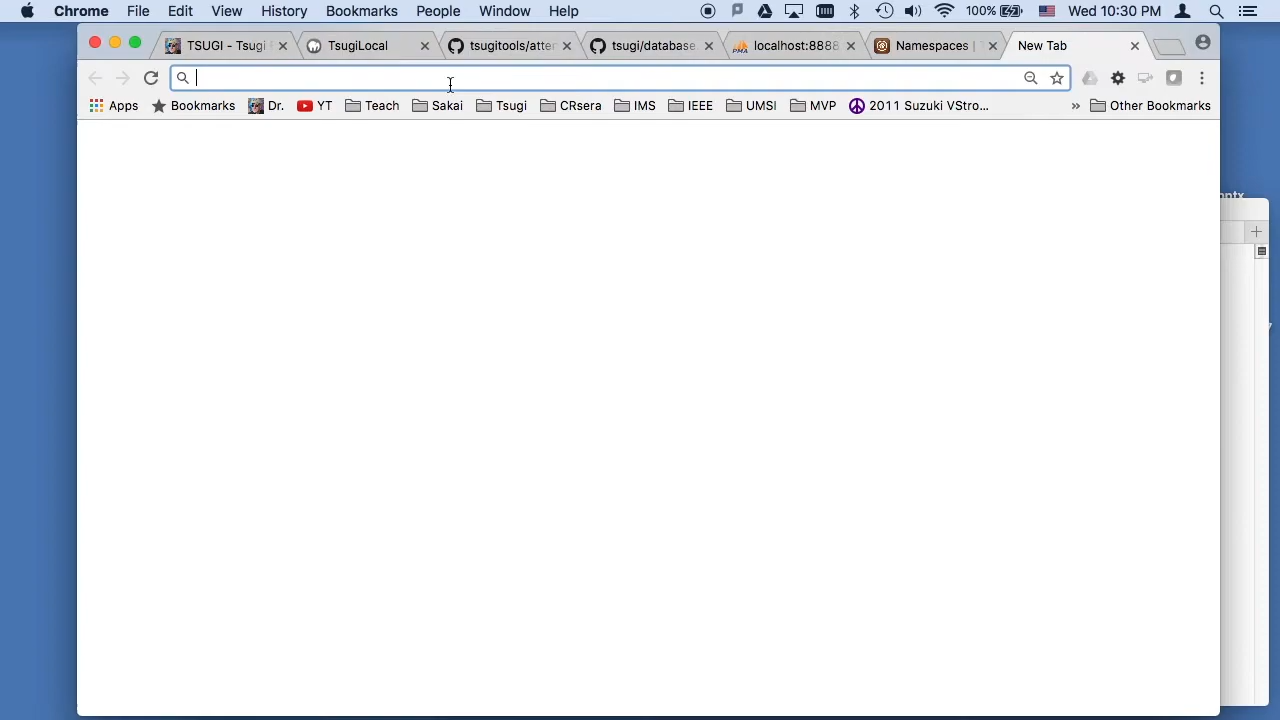 Chrome File Edit View History Bookmarks People Window Help 100% Wed 10:30 PM
TSUGI - Tsugi TsugiLocal tsugitools/atten tsugi/database localhost:8888 Namespaces | New Tab
Apps Bookmarks Dr. YT Teach Sakai Tsugi CRsera IMS IEEE UMSI MVP 2011 Suzuki VStro... » Other Bookmarks